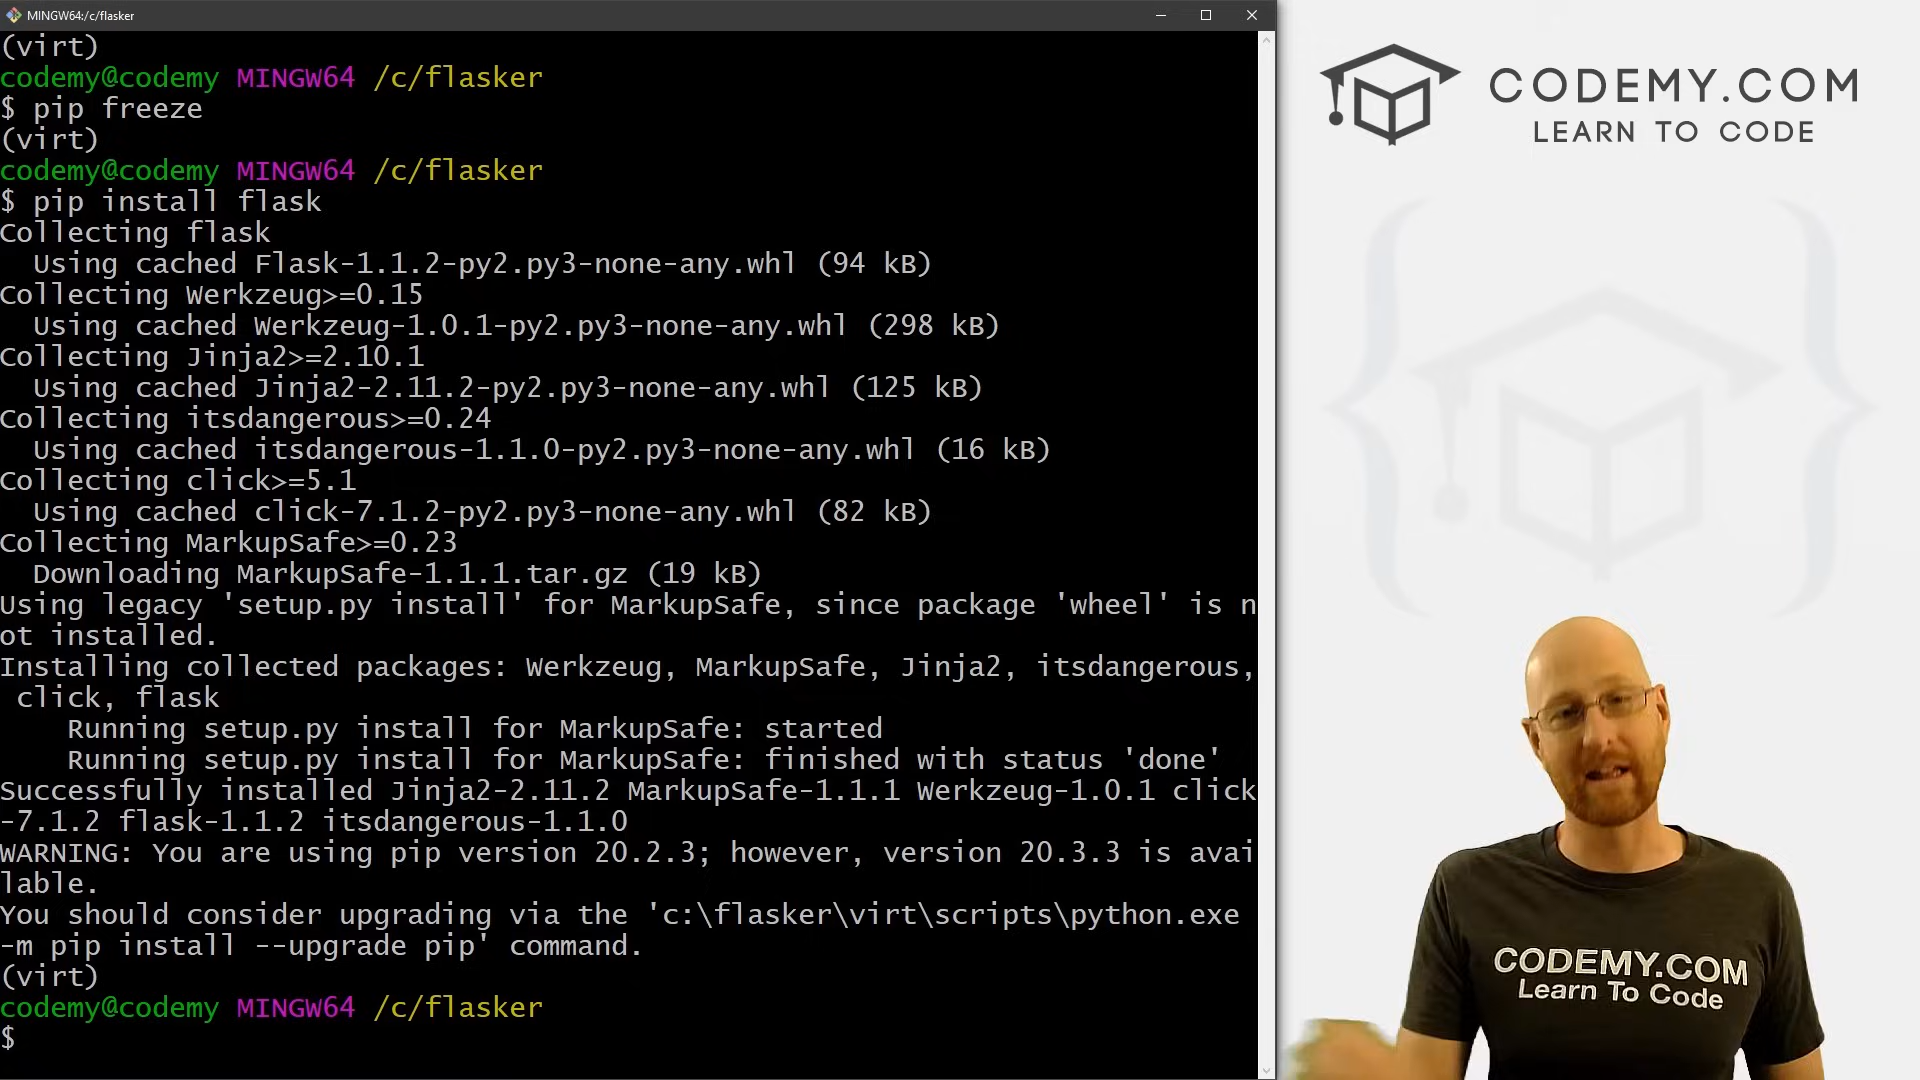 MINGW64:/c/flasker
(virt)
codemy@codemy MINGW64 /c/flasker
$ pip freeze
(virt)
codemy@codemy MINGW64 /c/flasker
$ pip install flask
Collecting flask
  Using cached Flask-1.1.2-py2.py3-none-any.whl (94 kB)
Collecting Werkzeug>=0.15
  Using cached Werkzeug-1.0.1-py2.py3-none-any.whl (298 kB)
Collecting Jinja2>=2.10.1
  Using cached Jinja2-2.11.2-py2.py3-none-any.whl (125 kB)
Collecting itsdangerous>=0.24
  Using cached itsdangerous-1.1.0-py2.py3-none-any.whl (16 kB)
Collecting click>=5.1
  Using cached click-7.1.2-py2.py3-none-any.whl (82 kB)
Collecting MarkupSafe>=0.23
  Downloading MarkupSafe-1.1.1.tar.gz (19 kB)
Using legacy 'setup.py install' for MarkupSafe, since package 'wheel' is n
ot installed.
Installing collected packages: Werkzeug, MarkupSafe, Jinja2, itsdangerous,
 click, flask
    Running setup.py install for MarkupSafe: started
    Running setup.py install for MarkupSafe: finished with status 'done'
Successfully installed Jinja2-2.11.2 MarkupSafe-1.1.1 Werkzeug-1.0.1 click
-7.1.2 flask-1.1.2 itsdangerous-1.1.0
WARNING: You are using pip version 20.2.3; however, version 20.3.3 is avai
lable.
You should consider upgrading via the 'c:\flasker\virt\scripts\python.exe
-m pip install --upgrade pip' command.
(virt)
codemy@codemy MINGW64 /c/flasker
$
CODEMY.COM
LEARN TO CODE
CODEMY.COM
Learn To Code